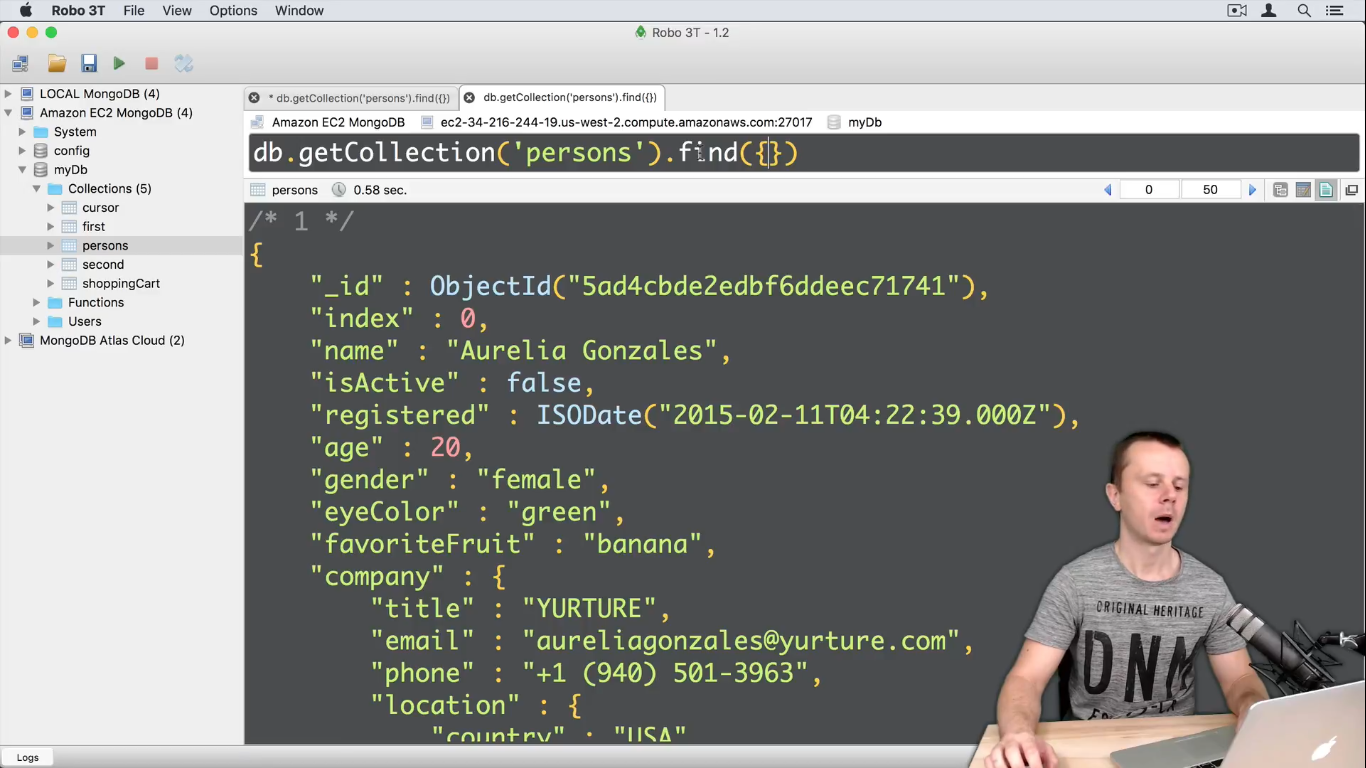 Robo 3T File View Options Window
Robo 3T - 1.2
LOCAL MongoDB (4)
Amazon EC2 MongoDB (4)
System
config
myDb
Collections (5)
cursor
first
persons
second
shoppingCart
Functions
Users
MongoDB Atlas Cloud (2)
* db.getCollection('persons').find({}) db.getCollection('persons').find({})
Amazon EC2 MongoDB ec2-34-216-244-19.us-west-2.compute.amazonaws.com:27017 myDb
db.getCollection('persons').find({})
persons 0.58 sec. 0 50
/* 1 */
{
"_id" : ObjectId("5ad4cbde2edbf6ddeec71741"),
"index" : 0,
"name" : "Aurelia Gonzales",
"isActive" : false,
"registered" : ISODate("2015-02-11T04:22:39.000Z"),
"age" : 20,
"gender" : "female",
"eyeColor" : "green",
"favoriteFruit" : "banana",
"company" : {
"title" : "YURTURE",
"email" : "aureliagonzales@yurture.com",
"phone" : "+1 (940) 501-3963",
"location" : {
"country" : "USA"
ORIGINAL HERITAGE
DNM
Logs